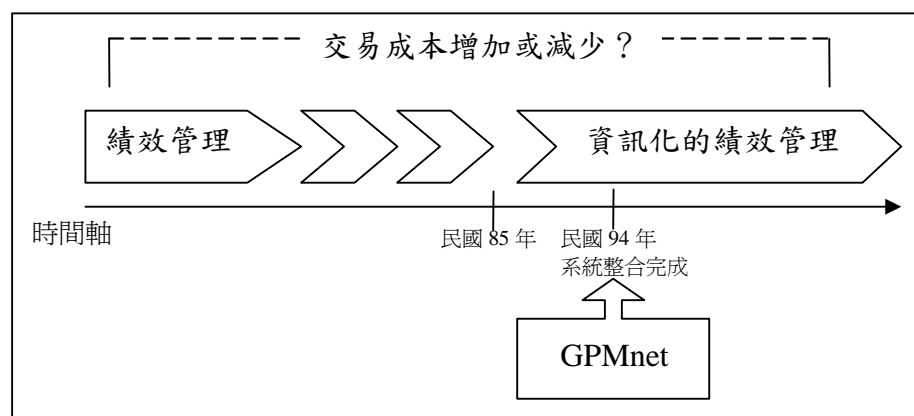 交易成本增加或減少？
績效管理
資訊化的績效管理
時間軸
民國 85 年
民國 94 年
系統整合完成
GPMnet